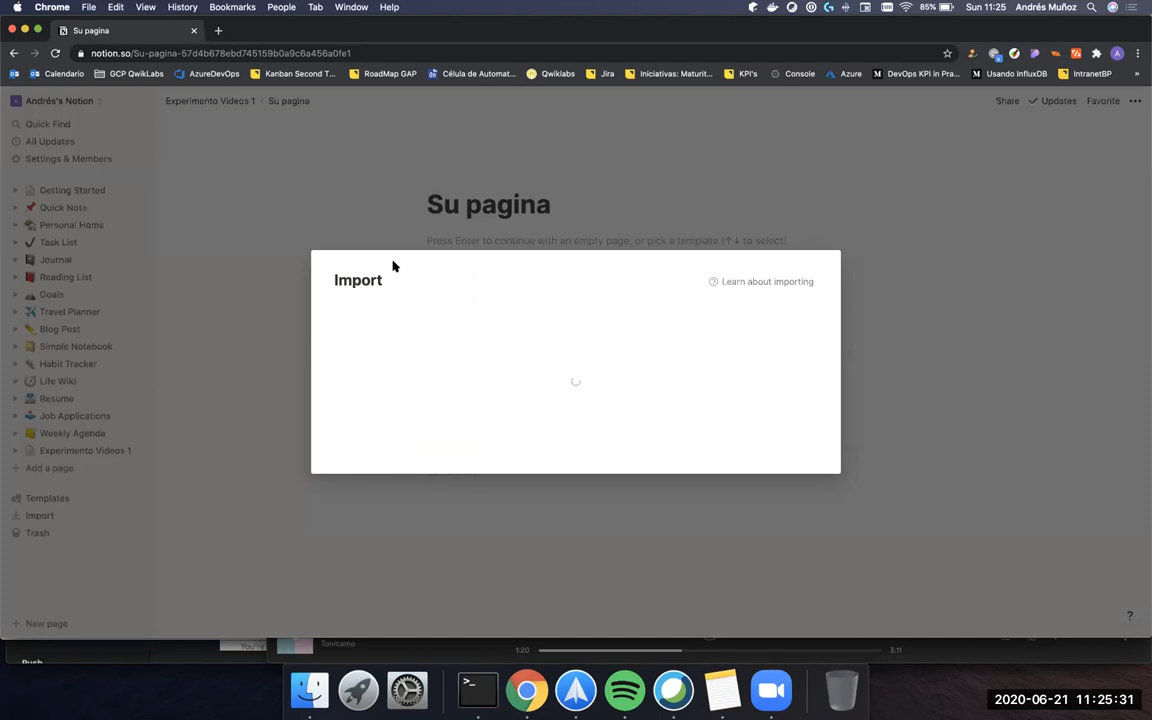 Chrome File Edit View History Bookmarks People Tab Window Help 85% Sun 11:25 Andrés Muñoz
Su pagina
notion.so/Su-pagina-57d4b678ebd745159b0a9c6a456a0fe1
Calendario GCP QwikLabs AzureDevOps Kanban Second T... RoadMap GAP Célula de Automat... Qwiklabs Jira Iniciativas: Maturit... KPI's Console Azure DevOps KPI in Pra... Usando InfluxDB IntranetBP »
Andrés's Notion Experimento Videos 1 / Su pagina Share Updates Favorite
Quick Find
All Updates
Settings & Members
Getting Started
Quick Note
Personal Home
Task List
Journal
Reading List
Goals
Travel Planner
Blog Post
Simple Notebook
Habit Tracker
Life Wiki
Resume
Job Applications
Weekly Agenda
Experimento Videos 1
Add a page
Templates
Import
Trash
New page
Su pagina
Press Enter to continue with an empty page, or pick a template (↑↓ to select)
Import
Learn about importing
?
You're
Tonicamo
1:20 3:11
2020-06-21 11:25:31